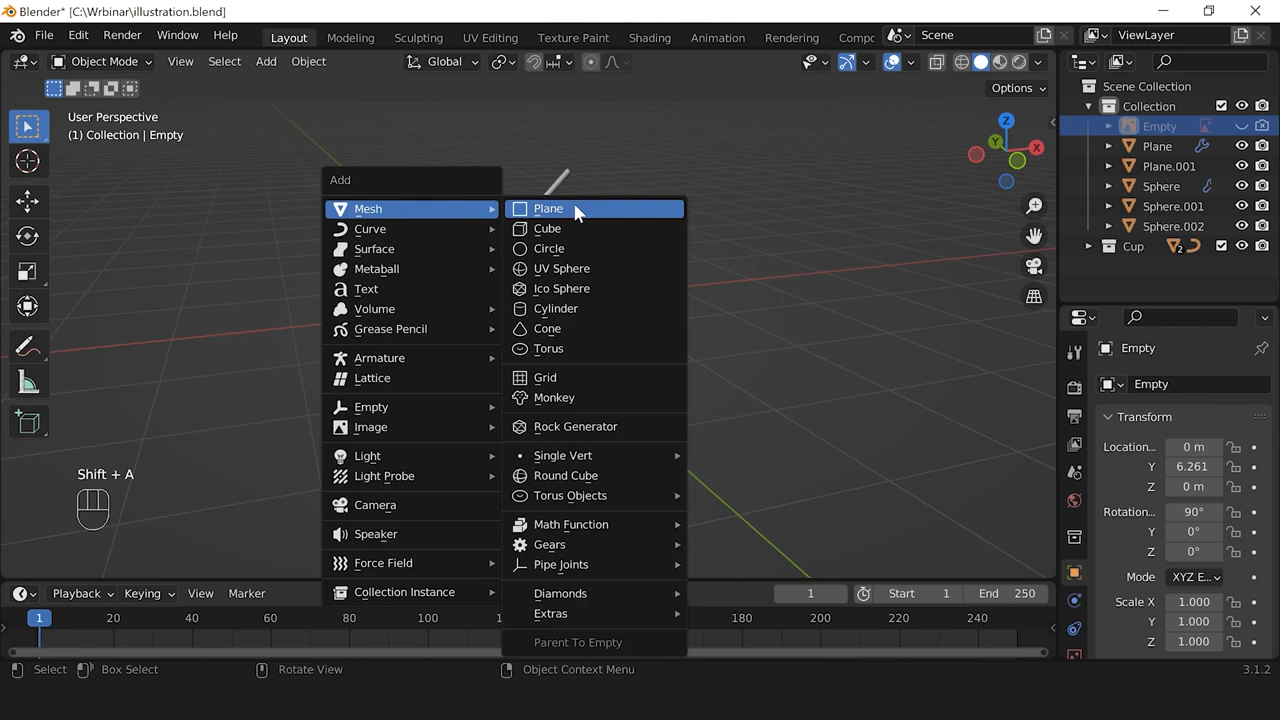 Blender* [C:\Wrbinar\illustration.blend]
File Edit Render Window Help Layout Modeling Sculpting UV Editing Texture Paint Shading Animation Rendering Compc Scene ViewLayer
Object Mode View Select Add Object Global
Options
User Perspective
(1) Collection | Empty
X
Y
Z
Add
Mesh
Curve
Surface
Metaball
Text
Volume
Grease Pencil
Armature
Lattice
Empty
Image
Light
Light Probe
Camera
Speaker
Force Field
Collection Instance
Plane
Cube
Circle
UV Sphere
Ico Sphere
Cylinder
Cone
Torus
Grid
Monkey
Rock Generator
Single Vert
Round Cube
Torus Objects
Math Function
Gears
Pipe Joints
Diamonds
Extras
Parent To Empty
Shift + A
Scene Collection
Collection
Empty
Plane
Plane.001
Sphere
Sphere.001
Sphere.002
Cup 2
Empty
Empty
Transform
Location... 0 m
Y 6.261
Z 0 m
Rotation... 90°
Y 0°
Z 0°
Mode XYZ E...
Scale X 1.000
Y 1.000
Z 1.000
Playback Keying View Marker 1 Start 1 End 250
1 20 40 60 80 100 1 180 200 220 240
Select Box Select Rotate View Object Context Menu 3.1.2